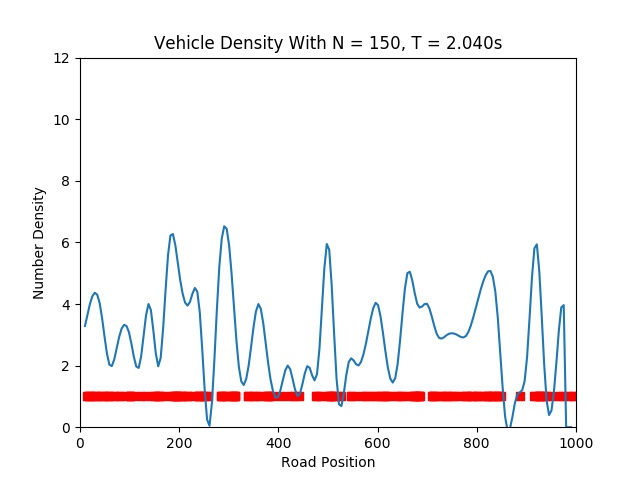 Vehicle Density With N = 150, T = 2.040s
12
10
8
6
4
2
0
Number Density
0 200 400 600 800 1000
Road Position